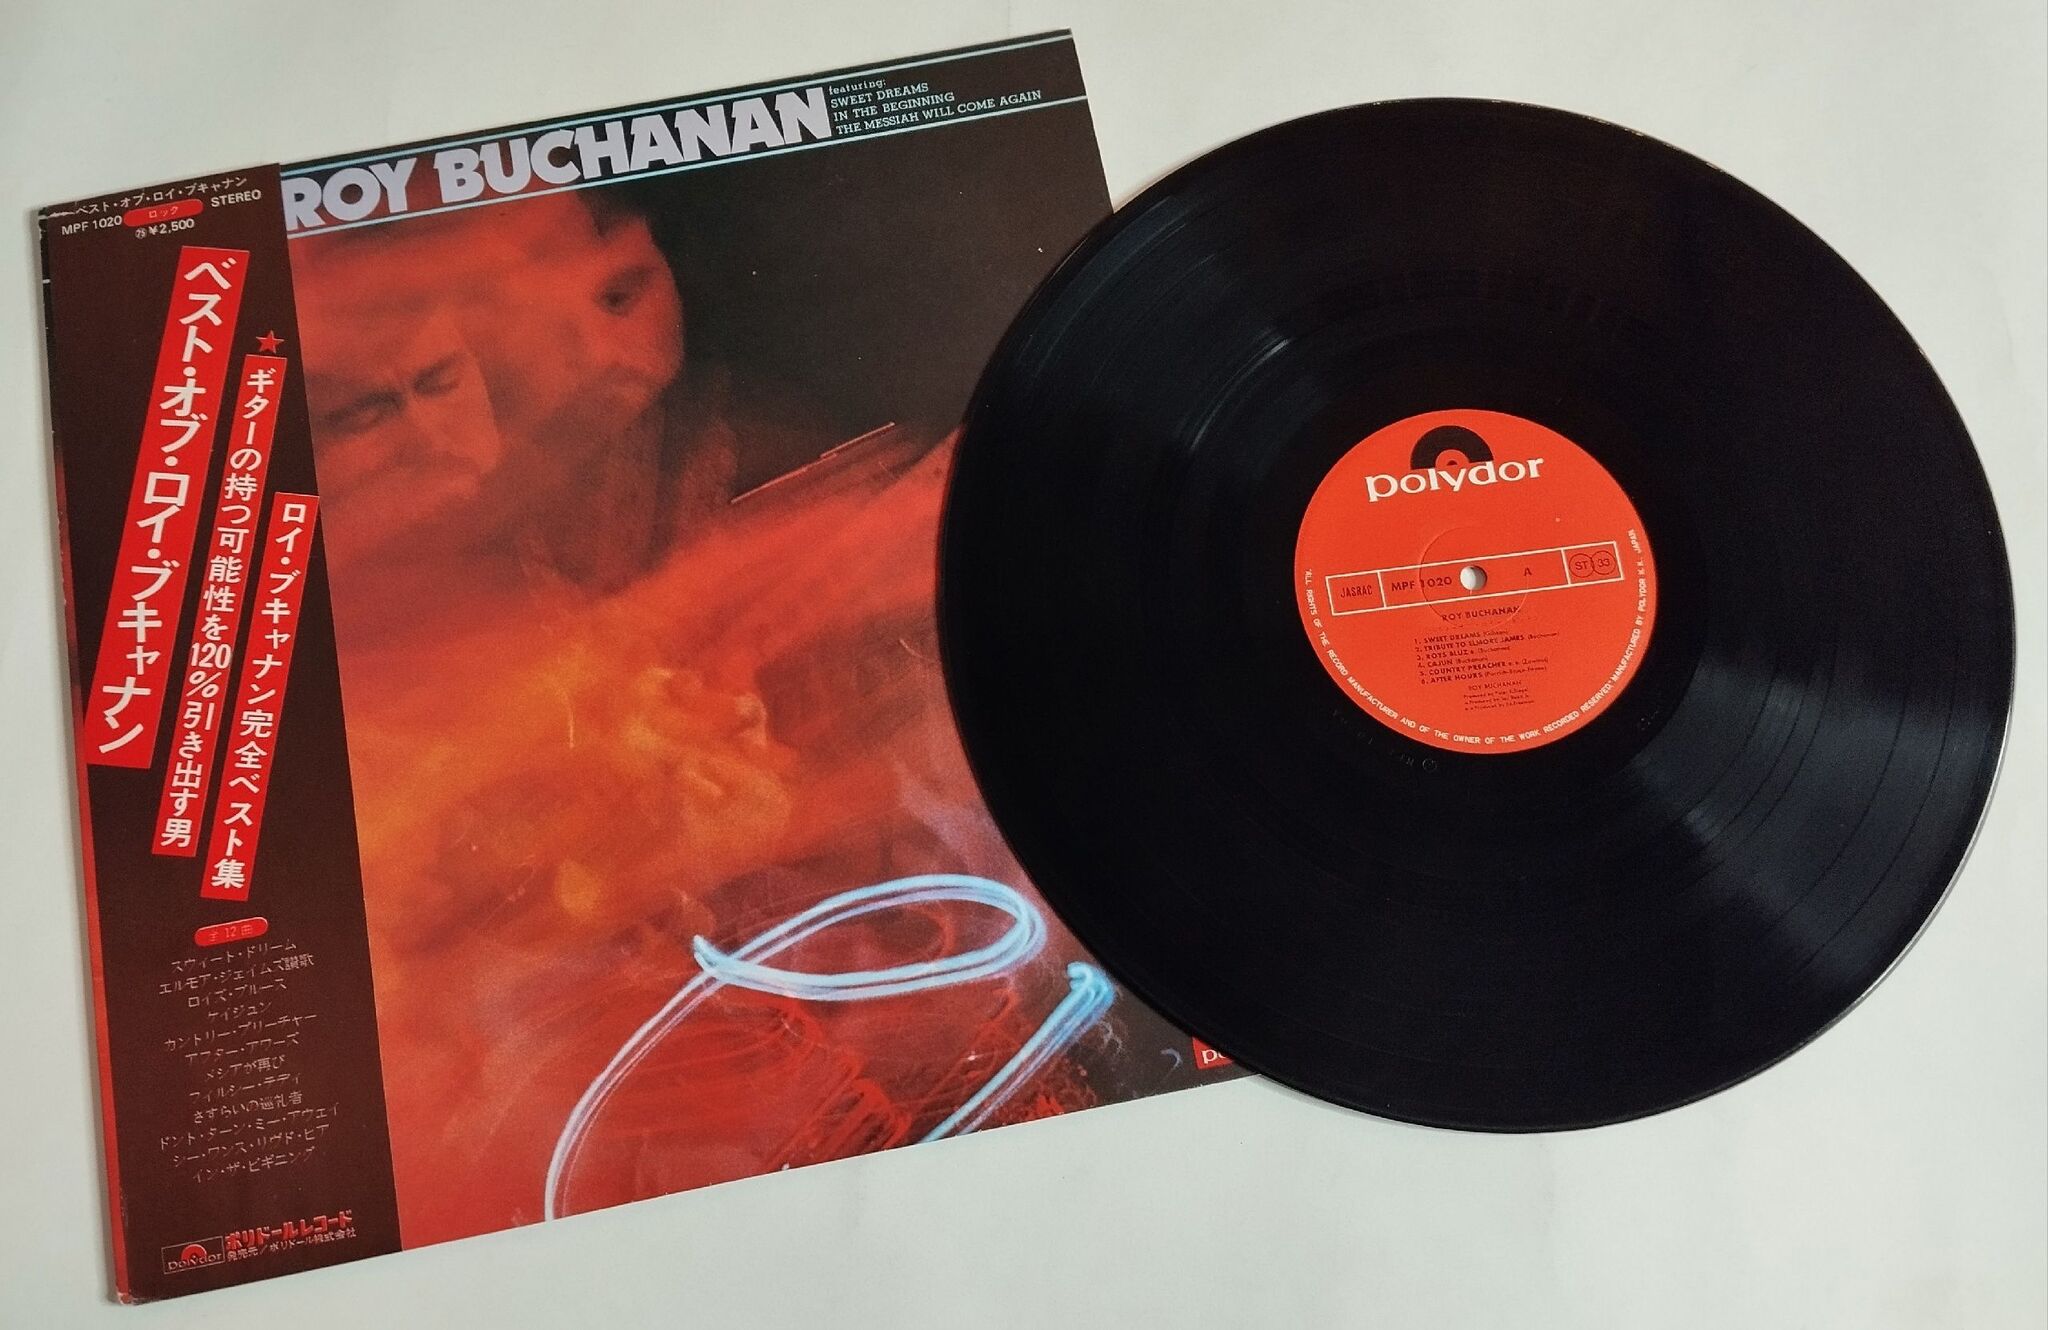 ROY BUCHANAN
featuring:
SWEET DREAMS
IN THE BEGINNING
THE MESSIAH WILL COME AGAIN
ベスト・オブ・ロイ・ブキャナン
MPF 1020 ロック STEREO
㊆¥2,500
ベスト・オブ・ロイ・ブキャナン
★ギターの持つ可能性を120%引き出す男
ロイ・ブキャナン完全ベスト集
全12曲
スウィート・ドリーム
エルモア・ジェイムズ讃歌
ロイズ・ブルース
ケイジュン
カントリー・プリーチャー
アフター・アワーズ
メシアが再び
フィルシー・テディ
さすらいの巡礼者
ドント・ターン・ミー・アウェイ
シー・ワンス・リヴド・ヒア
イン・ザ・ビギニング
polydor
ポリドールレコード
発売元/ポリドール株式会社
polydor
JASRAC MPF 1020 A ST 33
ROY BUCHANAN
1. SWEET DREAMS (Gibson)
2. TRIBUTE TO ELMORE JAMES (Buchanan)
3. ROYS BLUZ (Buchanan)
4. CAJUN (Buchanan)
5. COUNTRY PREACHER (Zawinul)
6. AFTER HOURS
ROY BUCHANAN
"ALL RIGHTS OF THE RECORD MANUFACTURER AND OF THE OWNER OF THE WORK RECORDED RESERVED." MANUFACTURED BY POLYDOR K.K. JAPAN